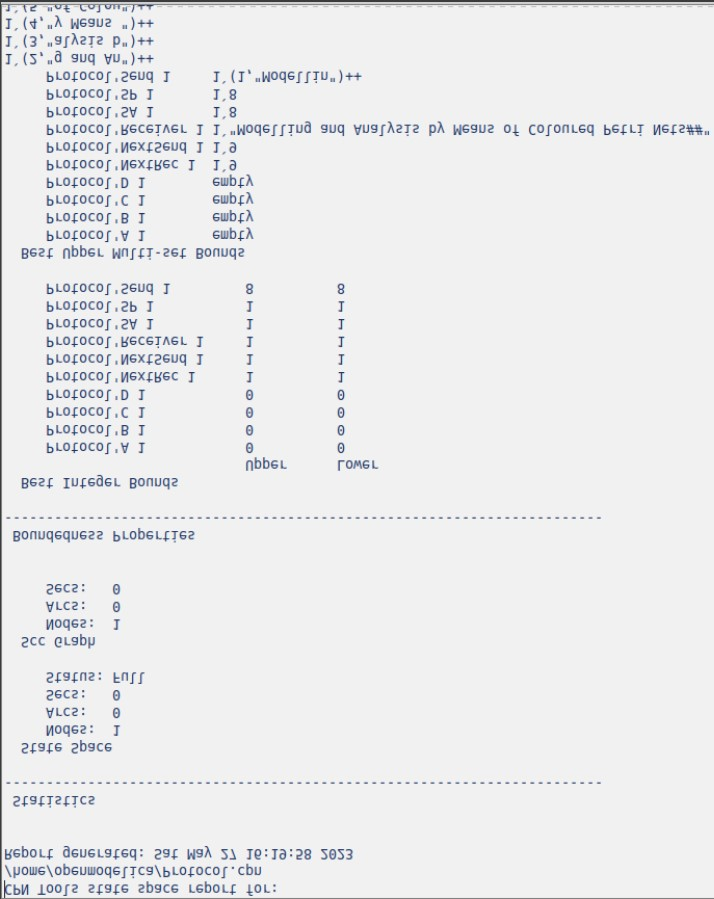 CPN Tools state space report for:
/home/openmodelica/Protocol.cpn
Report generated: Sat May 27 16:19:58 2023
Statistics
------------------------------------------------------------------------
State Space
Nodes: 1
Arcs: 0
Secs: 0
Status: Full
Scc Graph
Nodes: 1
Arcs: 0
Secs: 0
Boundedness Properties
------------------------------------------------------------------------
Best Integer Bounds
Upper Lower
Protocol'A 1 0 0
Protocol'B 1 0 0
Protocol'C 1 0 0
Protocol'D 1 0 0
Protocol'NextRec 1 1 1
Protocol'NextSend 1 1 1
Protocol'Receiver 1 1 1
Protocol'SA 1 1 1
Protocol'SP 1 1 1
Protocol'Send 1 8 8
Best Upper Multi-set Bounds
Protocol'A 1 empty
Protocol'B 1 empty
Protocol'C 1 empty
Protocol'D 1 empty
Protocol'NextRec 1 1`9
Protocol'NextSend 1 1`9
Protocol'Receiver 1 1`"Modelling and Analysis by Means of Coloured Petri Nets##"
Protocol'SA 1 1`8
Protocol'SP 1 1`8
Protocol'Send 1 1`(1,"Modellin")++
1`(2,"g and An")++
1`(3,"alysis b")++
1`(4,"y Means ")++
1`(5,"of Colou")++